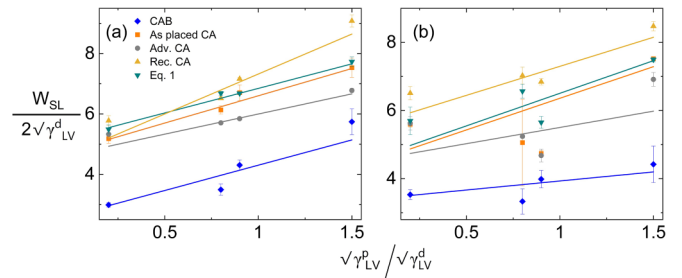 (a)
CAB
As placed CA
Adv. CA
Rec. CA
Eq. 1
(b)
8
6
4
8
6
4
W_SL
2√γ^d_LV
0.5
1
1.5
0.5
1
1.5
√γ^p_LV/√γ^d_LV